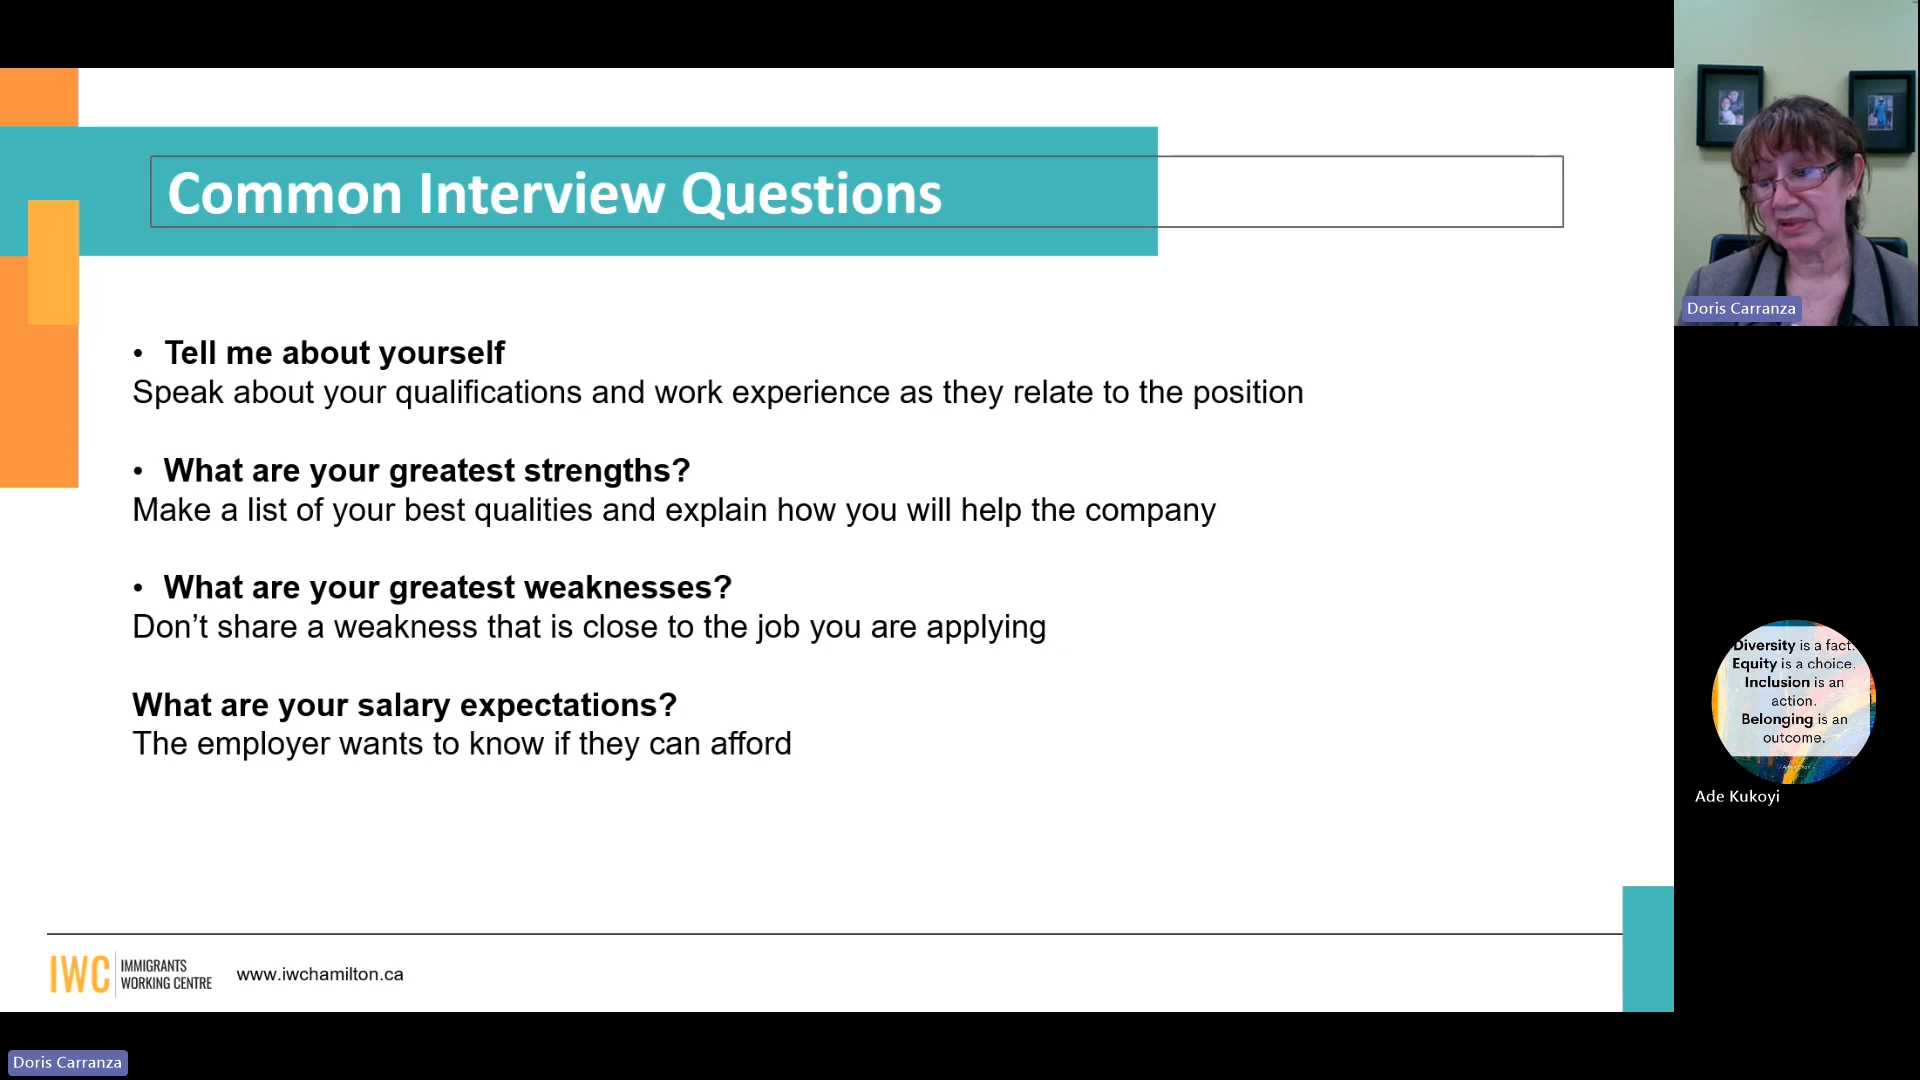 Common Interview Questions
• Tell me about yourself
Speak about your qualifications and work experience as they relate to the position
• What are your greatest strengths?
Make a list of your best qualities and explain how you will help the company
• What are your greatest weaknesses?
Don’t share a weakness that is close to the job you are applying
What are your salary expectations?
The employer wants to know if they can afford
IWC
IMMIGRANTS
WORKING CENTRE
www.iwchamilton.ca
Doris Carranza
Doris Carranza
Diversity is a fact.
Equity is a choice.
Inclusion is an
action.
Belonging is an
outcome.
Ade Kukoyi